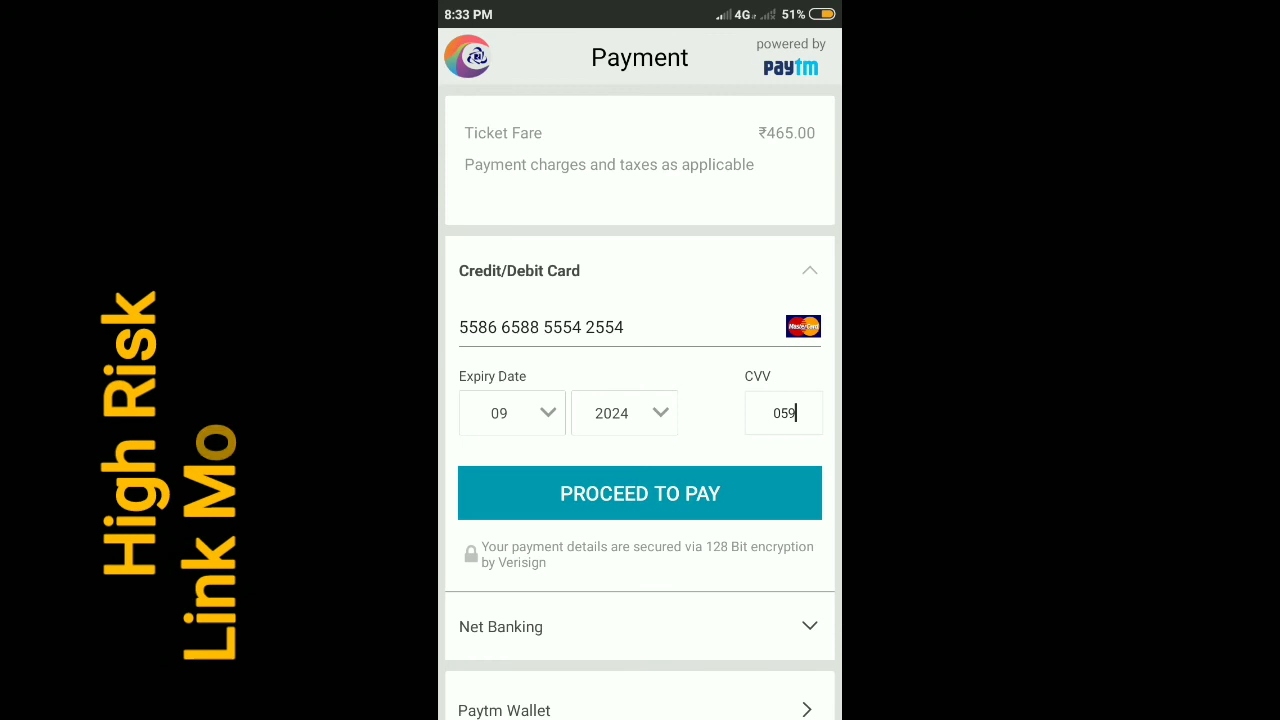 8:33 PM
4G
51%
Payment
powered by
paytm
Ticket Fare
₹465.00
Payment charges and taxes as applicable
Credit/Debit Card
5586 6588 5554 2554
MasterCard
Expiry Date
CVV
09
2024
059
PROCEED TO PAY
Your payment details are secured via 128 Bit encryption
by Verisign
Net Banking
Paytm Wallet
High Risk
Link Mo